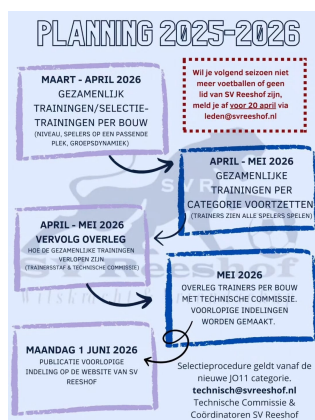 PLANNING 2025-2026
MAART - APRIL 2026
GEZAMENLIJK
TRAININGEN/SELECTIE-
TRAININGEN PER BOUW
(NIVEAU, SPELERS OP EEN PASSENDE
PLEK, GROEPSDYNAMIEK)
Wil je volgend seizoen niet
meer voetballen of geen
lid van SV Reeshof zijn,
meld je af voor 20 april via
leden@svreeshof.nl
APRIL - MEI 2026
GEZAMENLIJKE
TRAININGEN PER
CATEGORIE VOORTZETTEN
(TRAINERS ZIEN ALLE SPELERS SPELEN)
APRIL - MEI 2026
VERVOLG OVERLEG
HOE DE GEZAMENLIJKE TRAININGEN
VERLOPEN ZIJN
(TRAINERSSTAF & TECHNISCHE COMMISSIE)
MEI 2026
OVERLEG TRAINERS PER BOUW
MET TECHNISCHE COMMISSIE.
VOORLOPIGE INDELINGEN
WORDEN GEMAAKT.
MAANDAG 1 JUNI 2026
PUBLICATIE VOORLOPIGE
INDELING OP DE WEBSITE VAN SV
REESHOF
Selectieprocedure geldt vanaf de
nieuwe JO11 categorie.
technisch@svreeshof.nl
Technische Commissie &
Coördinatoren SV Reeshof
SVR
SV Reeshof